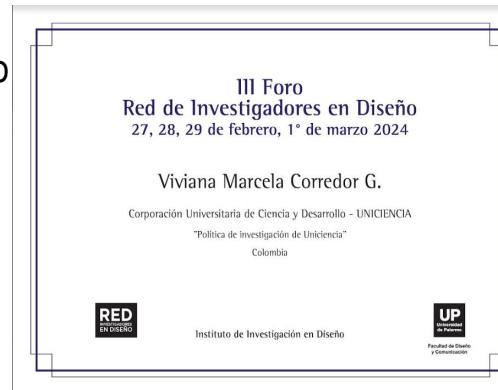 o
III Foro
Red de Investigadores en Diseño
27, 28, 29 de febrero, 1° de marzo 2024
Viviana Marcela Corredor G.
Corporación Universitaria de Ciencia y Desarrollo - UNICIENCIA
"Política de investigación de Uniciencia"
Colombia
RED
INVESTIGADORES
EN DISEÑO
Instituto de Investigación en Diseño
UP
Universidad
de Palermo
Facultad de Diseño
y Comunicación